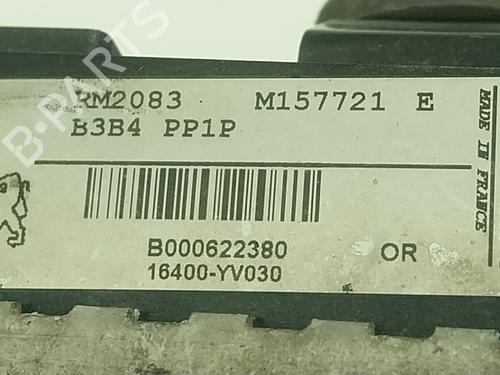 RM2083 M157721 E
B3B4 PP1P
B000622380 OR
16400-YV030
MADE IN FRANCE
B-PARTS